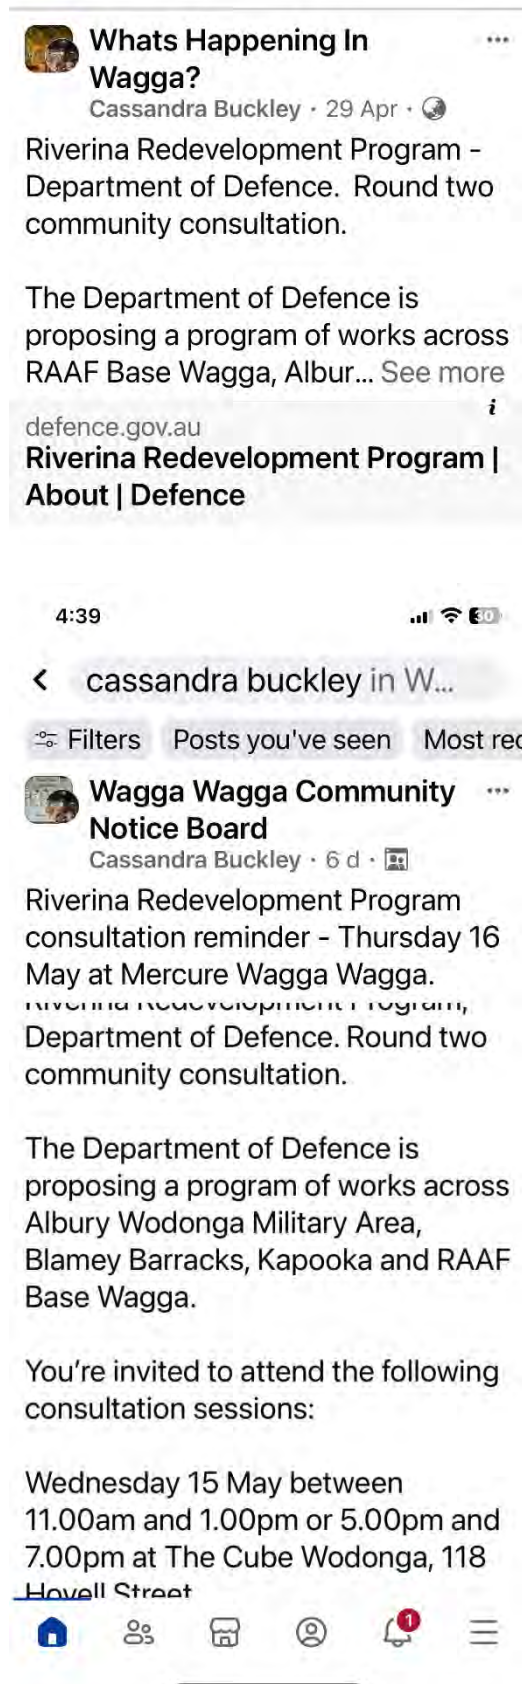 Whats Happening In
Wagga?
Cassandra Buckley · 29 Apr ·
Riverina Redevelopment Program -
Department of Defence. Round two
community consultation.
The Department of Defence is
proposing a program of works across
RAAF Base Wagga, Albur... See more
i
defence.gov.au
Riverina Redevelopment Program |
About | Defence
4:39
30
cassandra buckley in W...
Filters Posts you've seen Most rec
Wagga Wagga Community
Notice Board
Cassandra Buckley · 6 d ·
Riverina Redevelopment Program
consultation reminder - Thursday 16
May at Mercure Wagga Wagga.
Riverina Redevelopment Program,
Department of Defence. Round two
community consultation.
The Department of Defence is
proposing a program of works across
Albury Wodonga Military Area,
Blamey Barracks, Kapooka and RAAF
Base Wagga.
You're invited to attend the following
consultation sessions:
Wednesday 15 May between
11.00am and 1.00pm or 5.00pm and
7.00pm at The Cube Wodonga, 118
Hovell Street
1